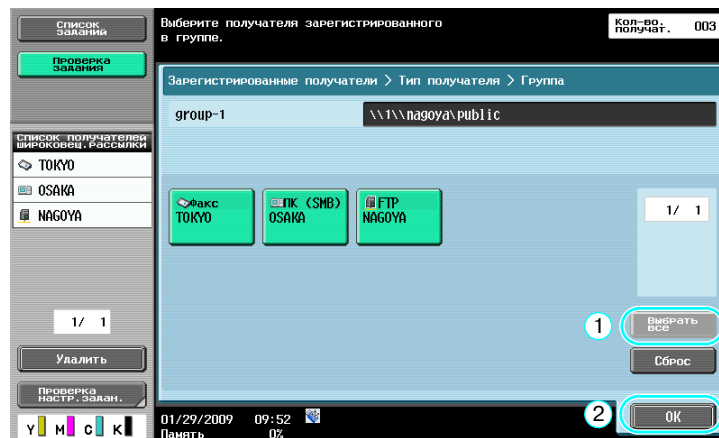 Список
заданий
Проверка
задания
Список получателей
широковещ.рассылки
TOKYO
OSAKA
NAGOYA
1/ 1
Удалить
Проверка
настр.задан.
Y M C K
Выберите получателя зарегистрированного
в группе.
Кол-во.
получат. 003
Зарегистрированные получатели > Тип получателя > Группа
group-1 \\1\\nagoya\public
Факс
TOKYO
ПК (SMB)
OSAKA
FTP
NAGOYA
1/ 1
1
Выбрать
все
Сброс
2
OK
01/29/2009 09:52
Память 0%